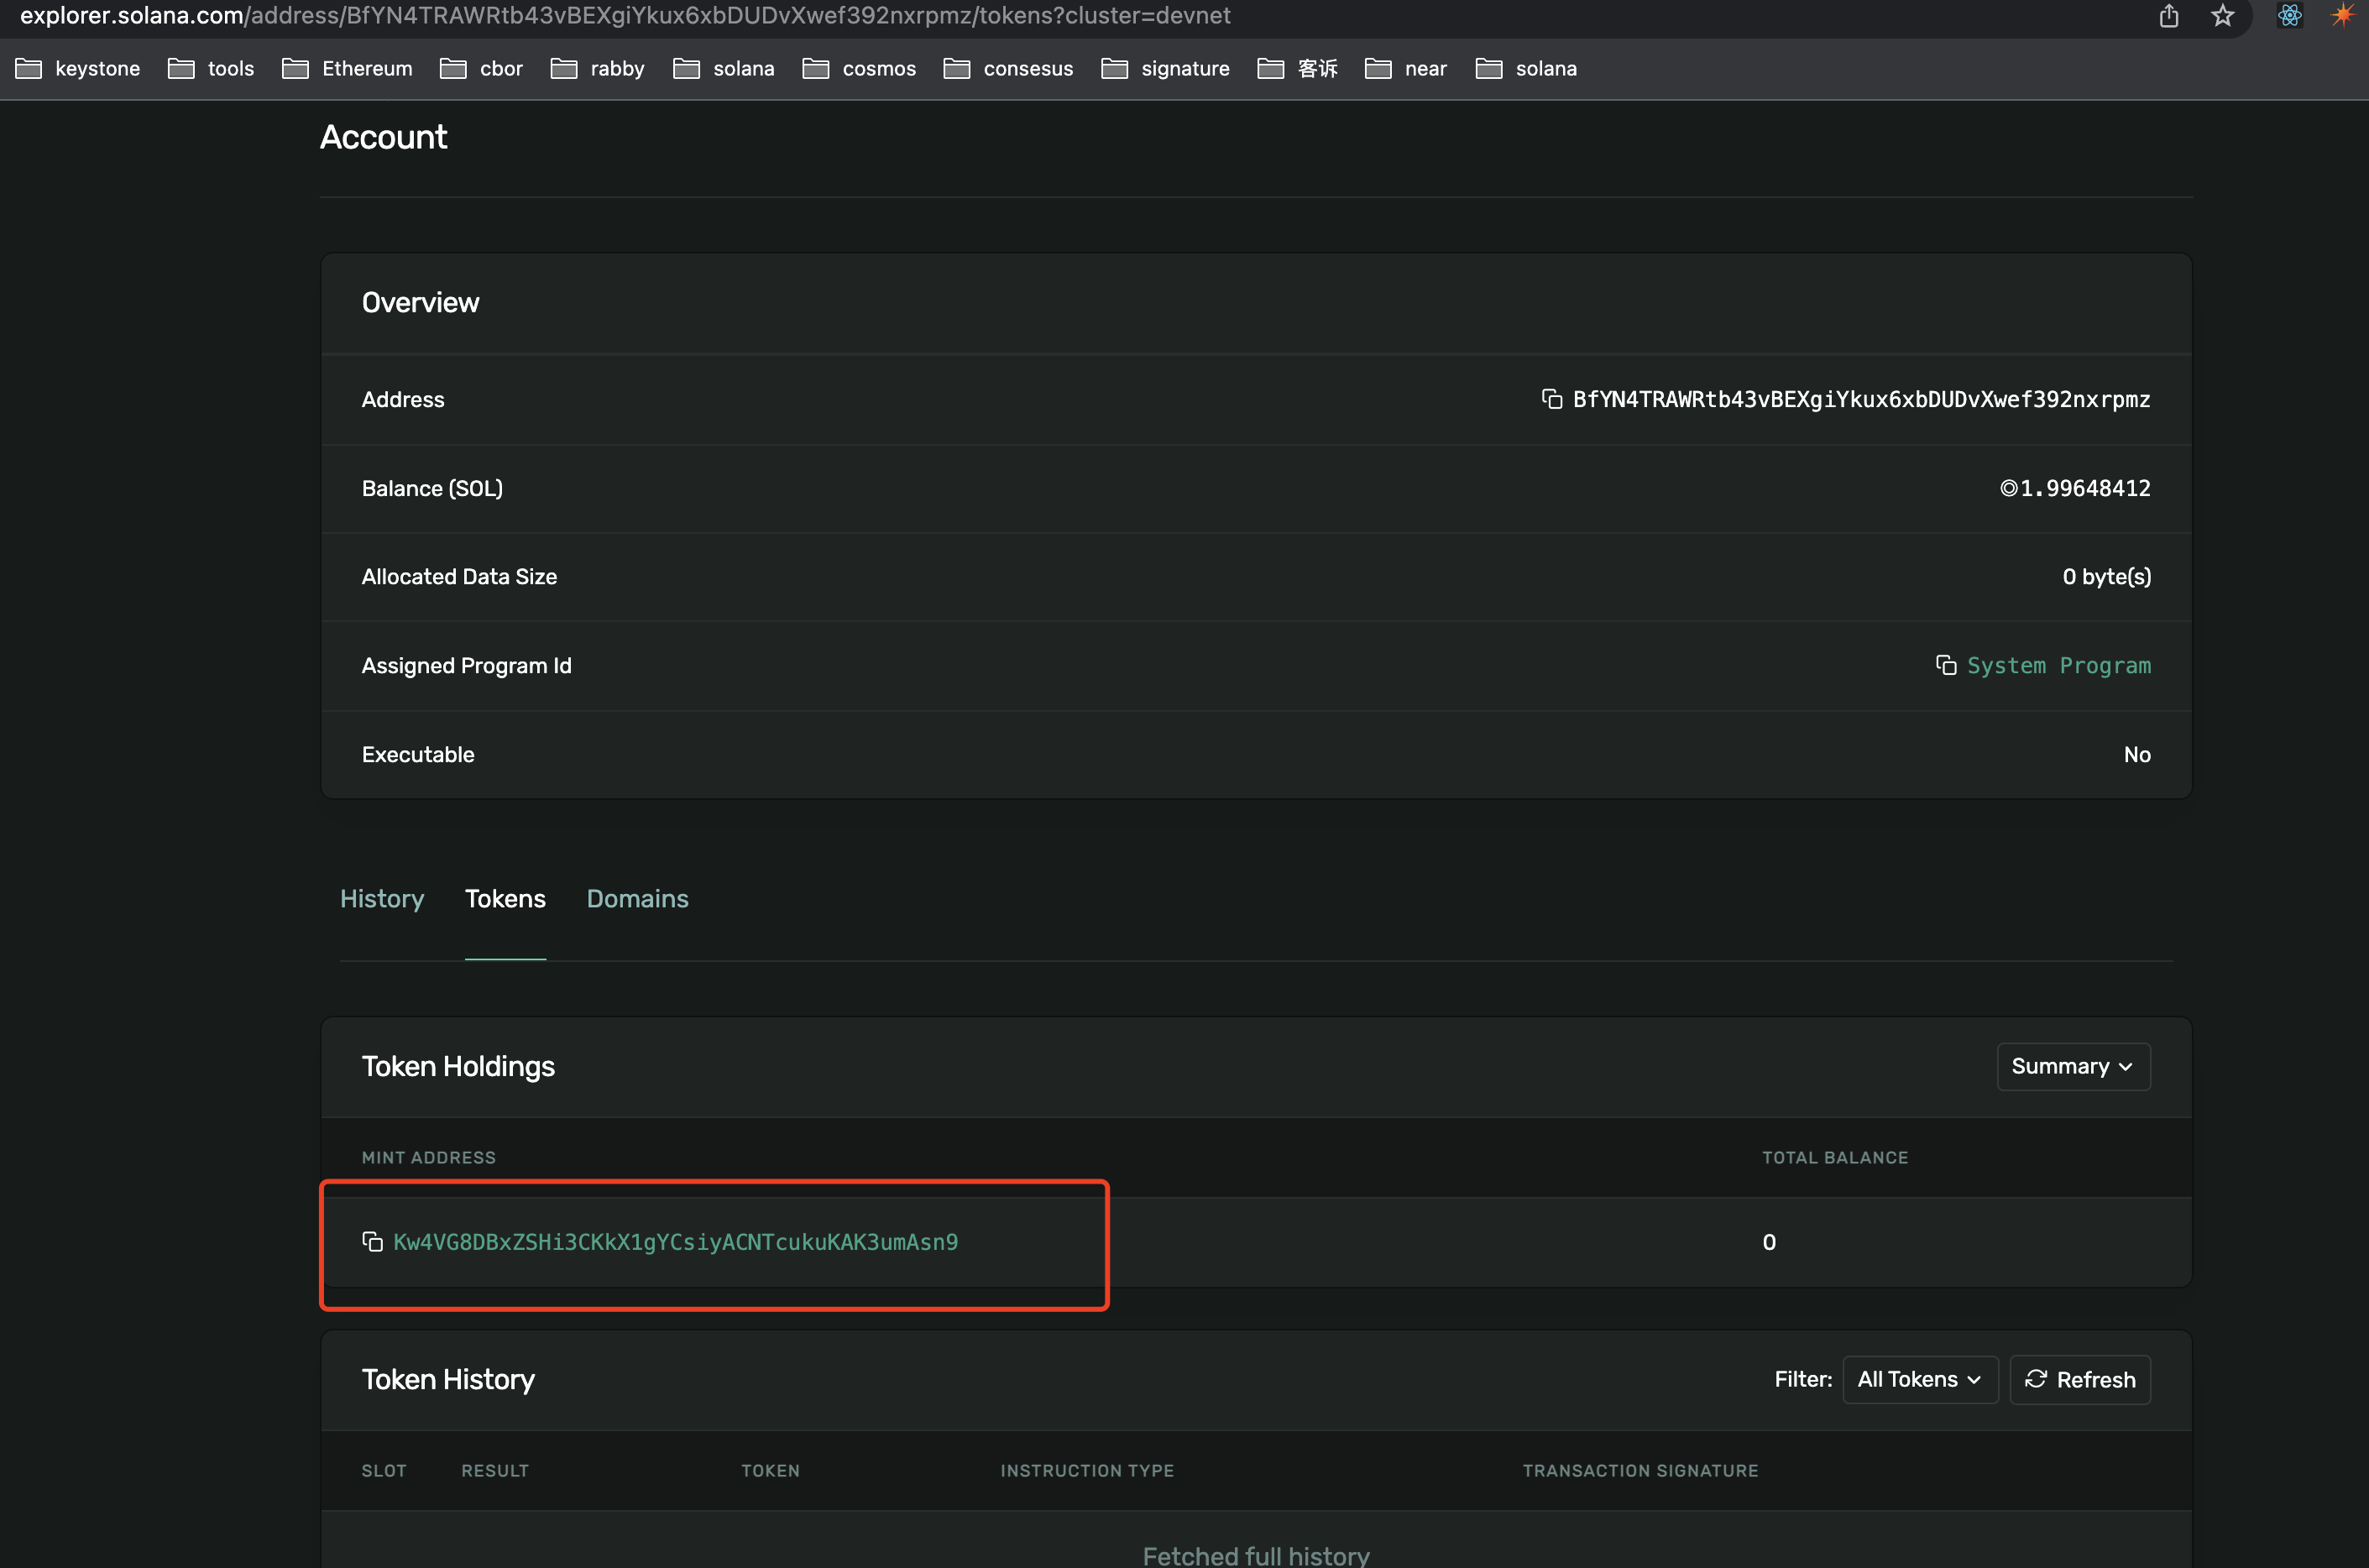 explorer.solana.com/address/BfYN4TRAWRtb43vBEXgiYkux6xbDUDvXwef392nxrpmz/tokens?cluster=devnet
keystone tools Ethereum cbor rabby solana cosmos consesus signature 客诉 near solana
Account
Overview
Address BfYN4TRAWRtb43vBEXgiYkux6xbDUDvXwef392nxrpmz
Balance (SOL) ◎1.99648412
Allocated Data Size 0 byte(s)
Assigned Program Id System Program
Executable No
History Tokens Domains
Token Holdings Summary
MINT ADDRESS TOTAL BALANCE
Kw4VG8DBxZSHi3CKkX1gYCsiyACNTcukuKAK3umAsn9 0
Token History Filter: All Tokens Refresh
SLOT RESULT TOKEN INSTRUCTION TYPE TRANSACTION SIGNATURE
Fetched full history